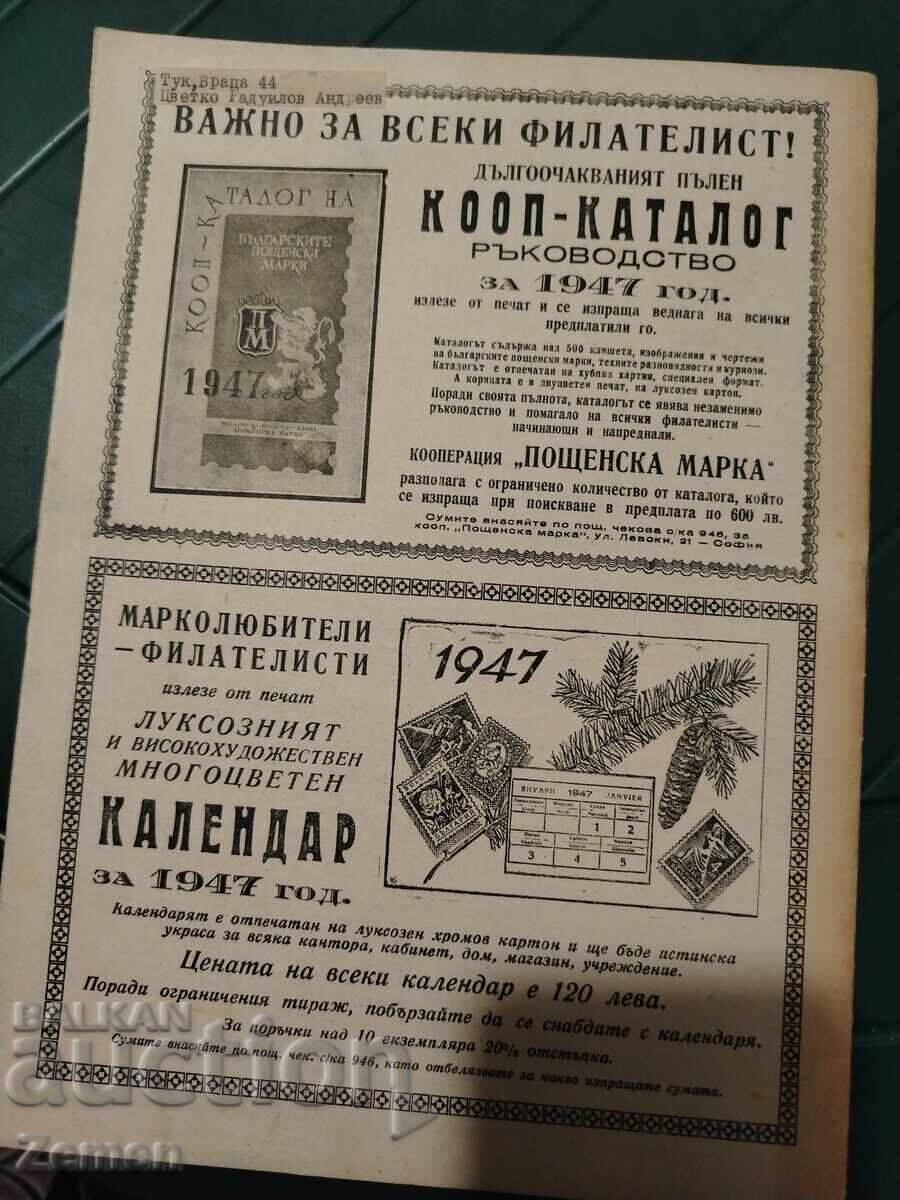 Тук,Враца 44
Цветко Радуилов Андреев
ВАЖНО ЗА ВСЕКИ ФИЛАТЕЛИСТ!
КООП-КАТАЛОГ НА
БЪЛГАРСКИТЕ
ПОЩЕНСКИ
МАРКИ
ПМ
1947 год
ДЪЛГООЧАКВАНИЯТ ПЪЛЕН
КООП-КАТАЛОГ
РЪКОВОДСТВО
за 1947 год.
излезе от печат и се изпраща веднага на всички
предплатили го.
Каталогът съдържа над 500 клишета, изображения и чертежи
на българските пощенски марки, техните разновидности и куриози.
Каталогът е отпечатан на хубава хартия, специален формат.
А корицата е в двуцветен печат, на луксозен картон.
Поради своята пълнота, каталогът се явява незаменимо
ръководство и помагало на всички филателисти —
начинающи и напреднали.
КООПЕРАЦИЯ „ПОЩЕНСКА МАРКА"
разполага с ограничено количество от каталога, който
се изпраща при поискване в предплата по 600 лв.
Сумите внасяйте по пощ. чекова с/ка 946, за
кооп. „Пощенска марка", ул. Левски, 21 — София
МАРКОЛЮБИТЕЛИ
—ФИЛАТЕЛИСТИ
излезе от печат
ЛУКСОЗНИЯТ
И ВИСОКОХУДОЖЕСТВЕН
МНОГОЦВЕТЕН
КАЛЕНДАР
за 1947 год.
1947
БЪЛГАРИЯ
ЯНУАРИ 1947 JANVIER
1 2
3 4 5
Календарят е отпечатан на луксозен хромов картон и ще бъде истинска
украса за всяка кантора, кабинет, дом, магазин, учреждение.
Цената на всеки календар е 120 лева.
Поради ограничения тираж, побързайте да се снабдите с календаря.
За поръчки над 10 екземпляра 20% отстъпка.
Сумите внасяйте по пощ. чек. с/ка 946, като отбелязвате за какво изпращате сумата.
BALKAN
auction
Zemen